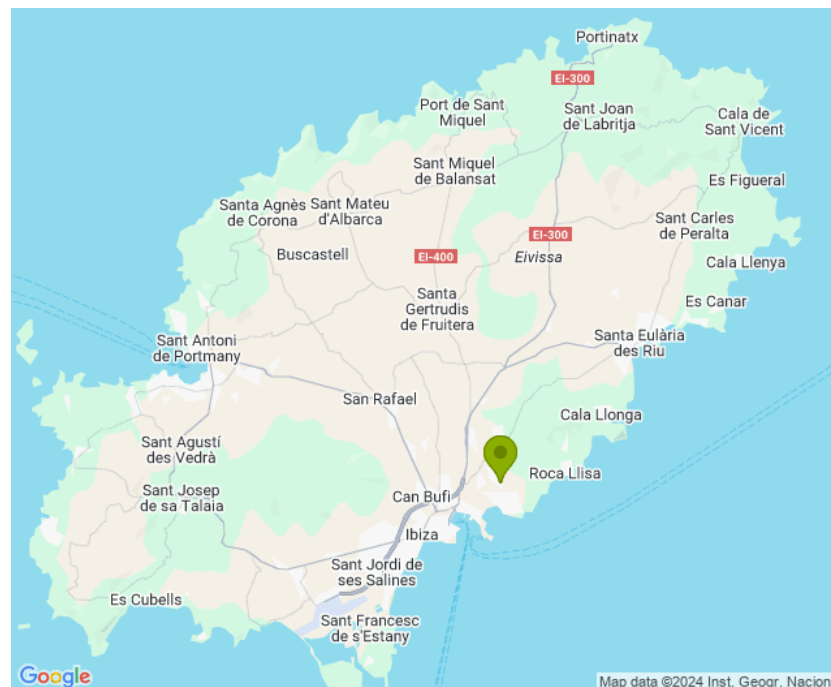 Portinatx
EI-300
Port de Sant
Miquel
Sant Joan
de Labritja
Cala de
Sant Vicent
Sant Miquel
de Balansat
Es Figueral
Santa Agnès
de Corona
Sant Mateu
d'Albarca
Sant Carles
de Peralta
EI-300
Buscastell
EI-400
Eivissa
Cala Llenya
Santa
Gertrudis
de Fruitera
Es Canar
Sant Antoni
de Portmany
Santa Eulària
des Riu
San Rafael
Cala Llonga
Sant Agustí
des Vedrà
Roca Llisa
Sant Josep
de sa Talaia
Can Bufi
Ibiza
Sant Jordi de
ses Salines
Es Cubells
Sant Francesc
de s'Estany
Google
Map data ©2024 Inst. Geogr. Nacion